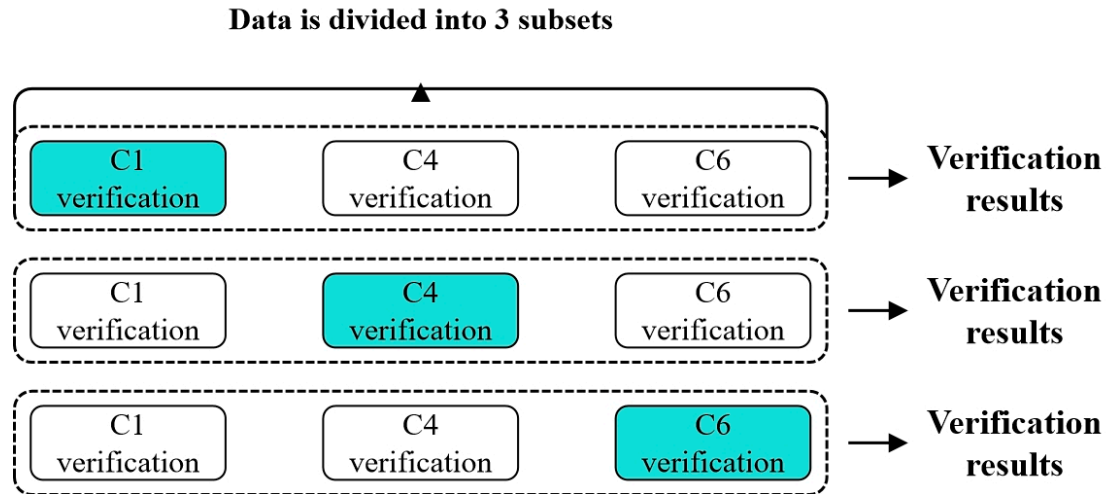 Data is divided into 3 subsets
C1
verification
C4
verification
C6
verification
Verification
results
C1
verification
C4
verification
C6
verification
Verification
results
C1
verification
C4
verification
C6
verification
Verification
results